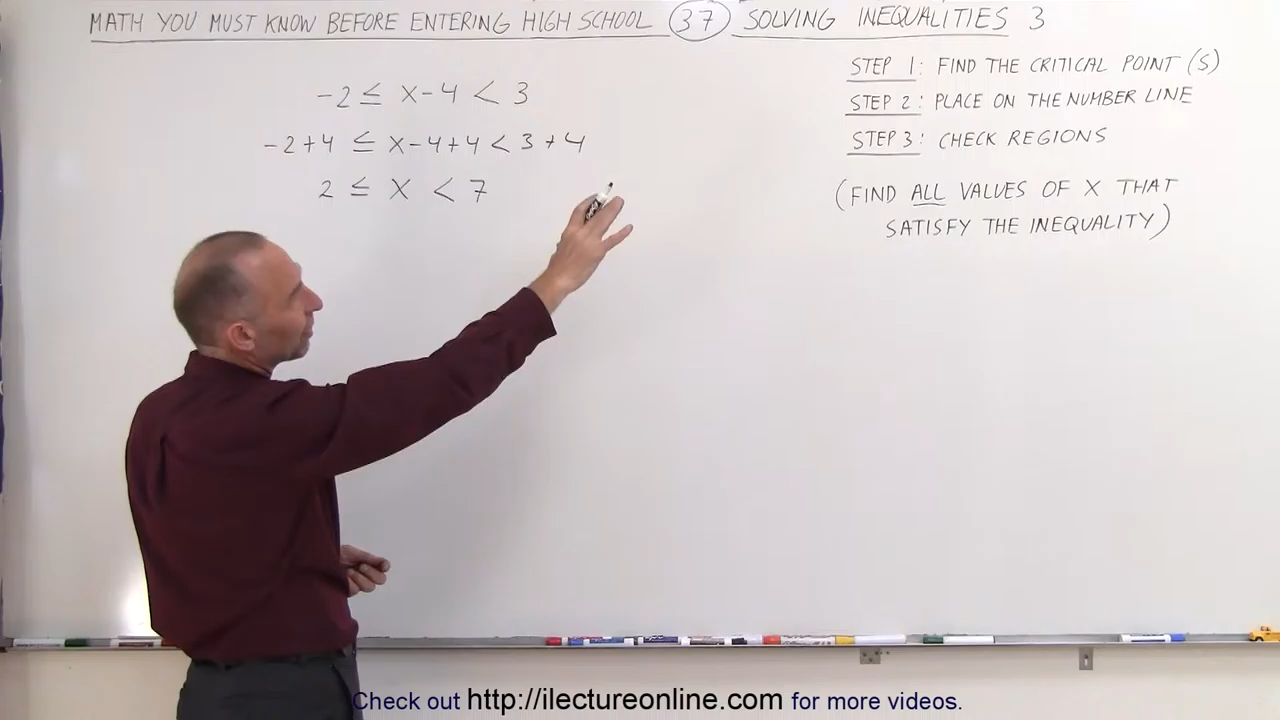 MATH YOU MUST KNOW BEFORE ENTERING HIGH SCHOOL 37 SOLVING INEQUALITIES 3
-2 ≤ X-4 < 3
-2+4 ≤ X-4+4 < 3+4
2 ≤ X < 7
STEP 1: FIND THE CRITICAL POINT(S)
STEP 2: PLACE ON THE NUMBER LINE
STEP 3: CHECK REGIONS
(FIND ALL VALUES OF X THAT
SATISFY THE INEQUALITY)
Check out http://ilectureonline.com for more videos.